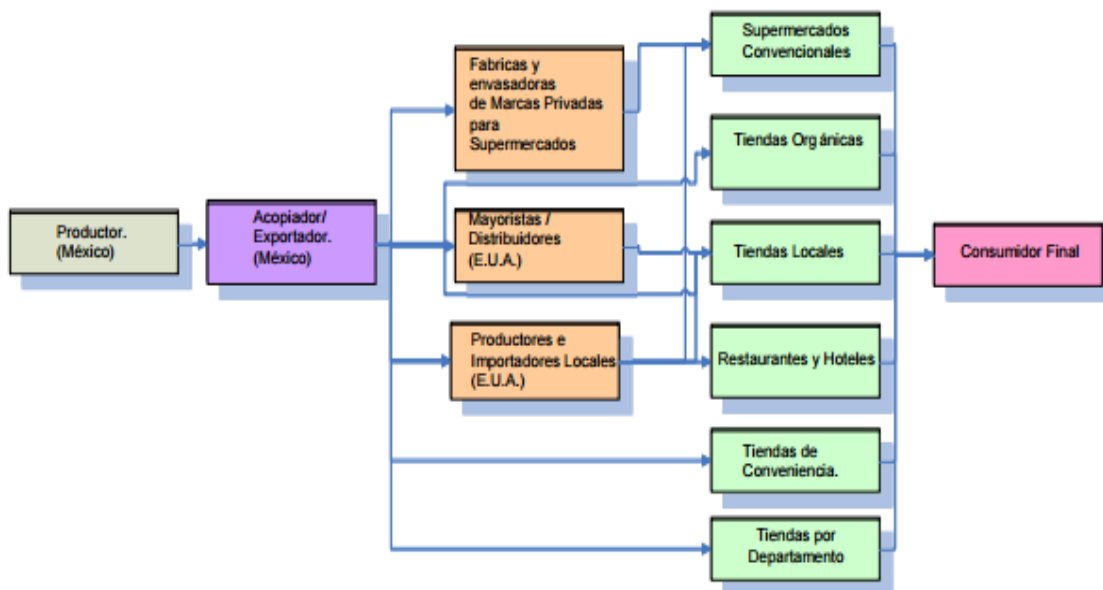 Productor.
(México)
Acopiador/
Exportador.
(México)
Fabricas y
envasadoras
de Marcas Privadas
para
Supermercados
Mayoristas /
Distribuidores
(E.U.A.)
Productores e
Importadores Locales
(E.U.A.)
Supermercados
Convencionales
Tiendas Orgánicas
Tiendas Locales
Restaurantes y Hoteles
Tiendas de
Conveniencia.
Tiendas por
Departamento
Consumidor Final